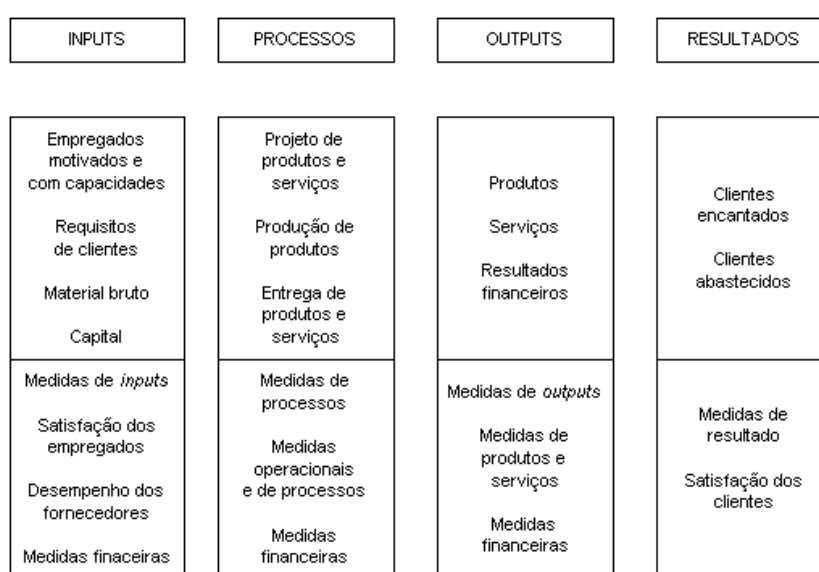 INPUTS
PROCESSOS
OUTPUTS
RESULTADOS
Empregados
motivados e
com capacidades
Requisitos
de clientes
Material bruto
Capital
Medidas de inputs
Satisfação dos
empregados
Desempenho dos
fornecedores
Medidas finaceiras
Projeto de
produtos e
serviços
Produção de
produtos
Entrega de
produtos e
serviços
Medidas de
processos
Medidas
operacionais
e de processos
Medidas
financeiras
Produtos
Serviços
Resultados
financeiros
Medidas de outputs
Medidas de
produtos e
serviços
Medidas
financeiras
Clientes
encantados
Clientes
abastecidos
Medidas de
resultado
Satisfação dos
clientes